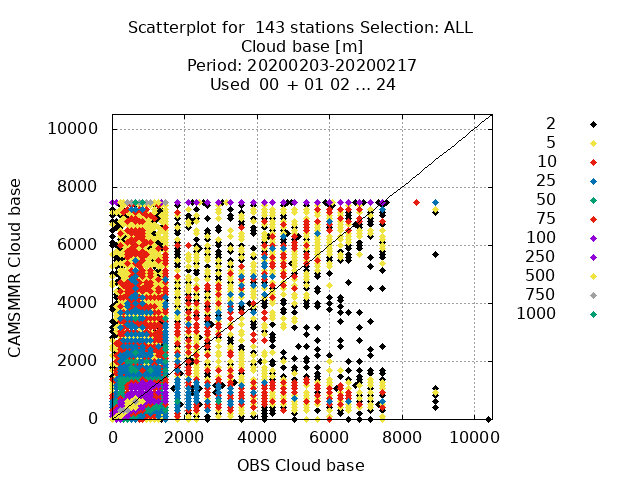 Scatterplot for 143 stations Selection: ALL
Cloud base [m]
Period: 20200203-20200217
Used 00 + 01 02 ... 24
10000
8000
6000
4000
2000
0
CAMSIMMR Cloud base
0 2000 4000 6000 8000 10000
OBS Cloud base
2
5
10
25
50
75
100
250
500
750
1000